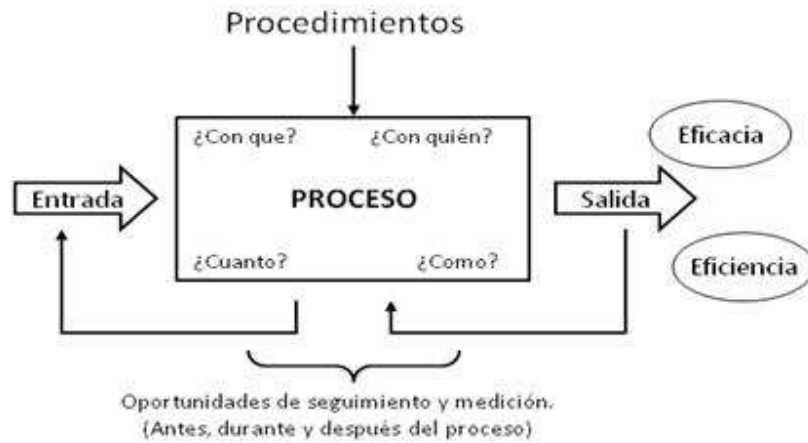 Procedimientos
¿Con que? ¿Con quién?
Eficacia
Entrada
PROCESO
Salida
¿Cuanto? ¿Como?
Eficiencia
Oportunidades de seguimiento y medición.
(Antes, durante y después del proceso)